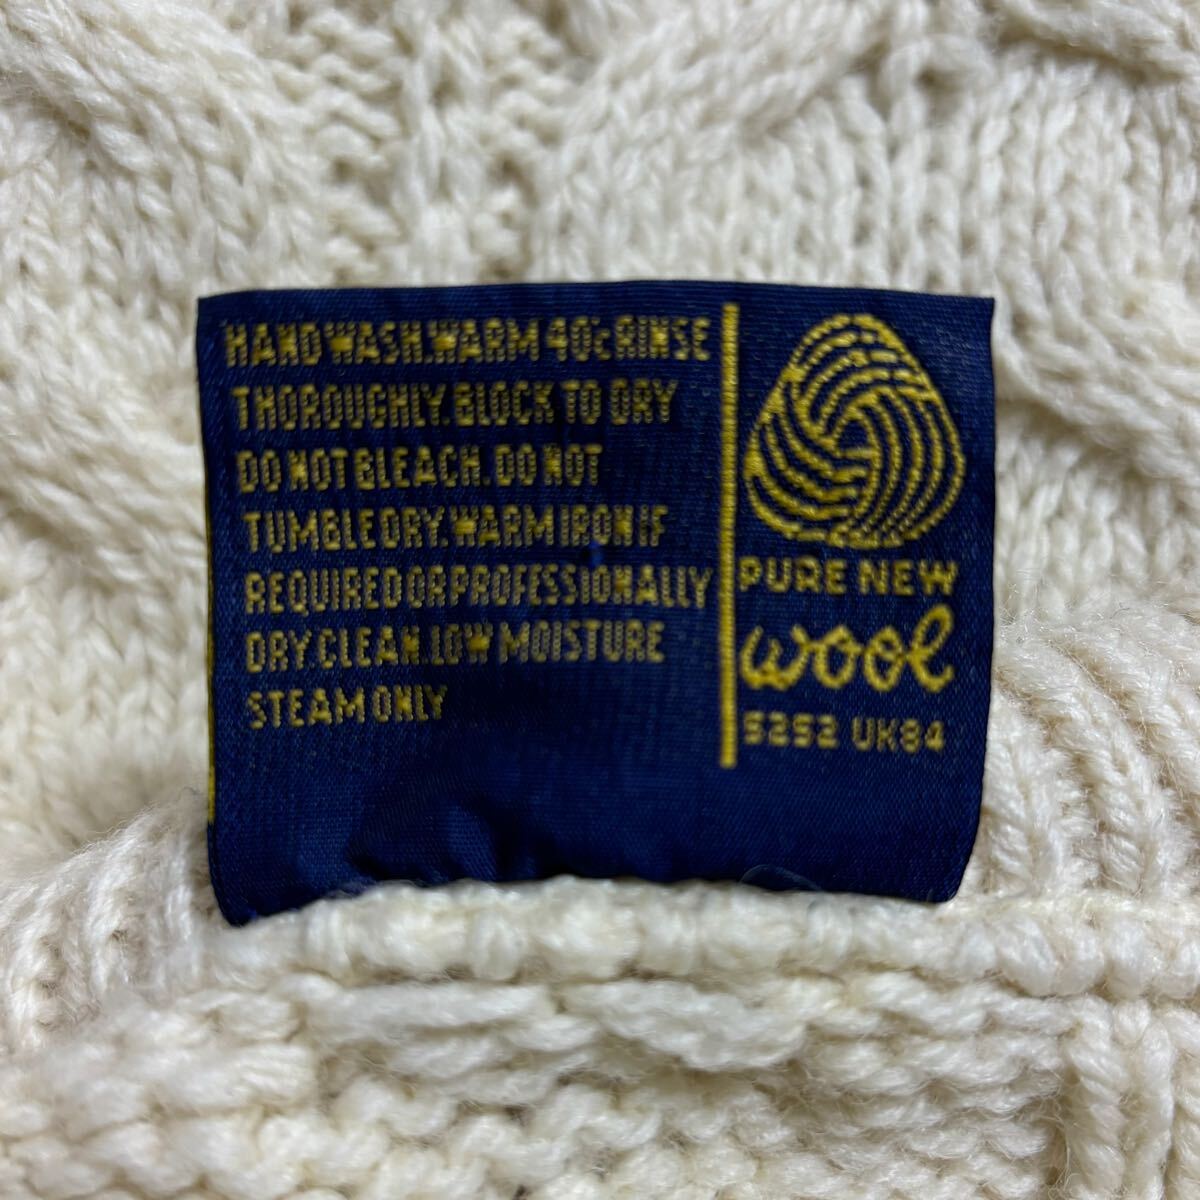 HAND WASH.WARM 40°C RINSE
THOROUGHLY.BLOCK TO DRY
DO NOT BLEACH. DO NOT
TUMBLE DRY. WARM IRON IF
REQUIRED OR PROFESSIONALLY
DRY.CLEAN.LOW MOISTURE
STEAM ONLY
PURE NEW
wool
5252 UK84